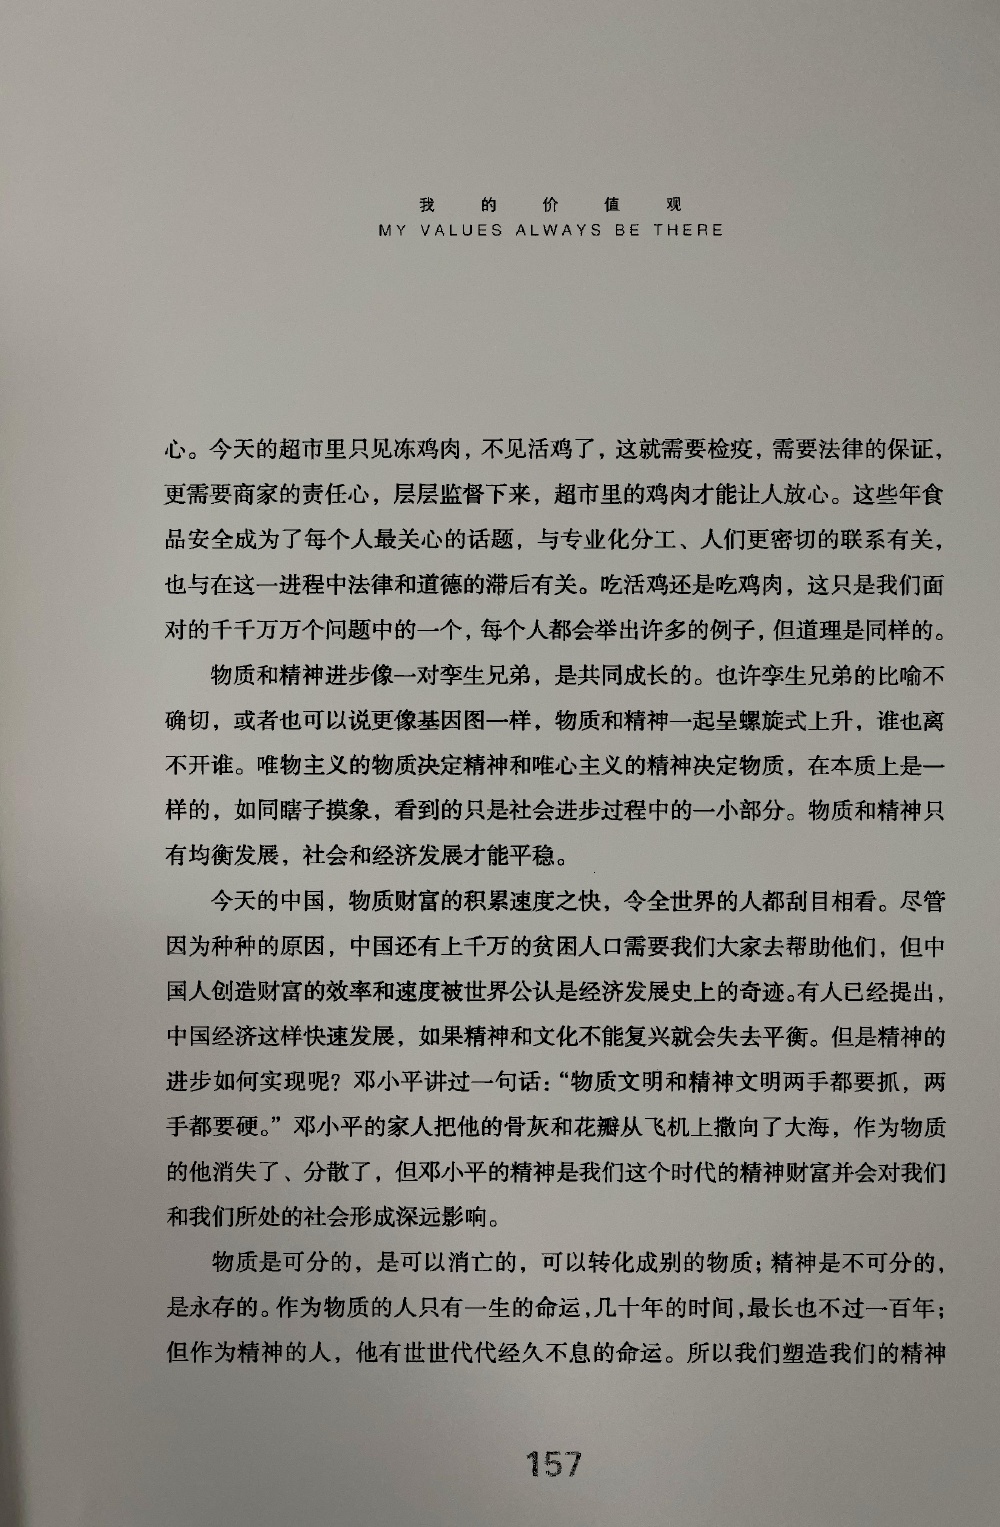 我的价值观
MY VALUES ALWAYS BE THERE
心。今天的超市里只见冻鸡肉，不见活鸡了，这就需要检疫，需要法律的保证，
更需要商家的责任心，层层监督下来，超市里的鸡肉才能让人放心。这些年食
品安全成为了每个人最关心的话题，与专业化分工、人们更密切的联系有关，
也与在这一进程中法律和道德的滞后有关。吃活鸡还是吃鸡肉，这只是我们面
对的千千万万个问题中的一个，每个人都会举出许多的例子，但道理是同样的。
物质和精神进步像一对孪生兄弟，是共同成长的。也许孪生兄弟的比喻不
确切，或者也可以说更像基因图一样，物质和精神一起呈螺旋式上升，谁也离
不开谁。唯物主义的物质决定精神和唯心主义的精神决定物质，在本质上是一
样的，如同瞎子摸象，看到的只是社会进步过程中的一小部分。物质和精神只
有均衡发展，社会和经济发展才能平稳。
今天的中国，物质财富的积累速度之快，令全世界的人都刮目相看。尽管
因为种种的原因，中国还有上千万的贫困人口需要我们大家去帮助他们，但中
国人创造财富的效率和速度被世界公认是经济发展史上的奇迹。有人已经提出，
中国经济这样快速发展，如果精神和文化不能复兴就会失去平衡。但是精神的
进步如何实现呢？邓小平讲过一句话：“物质文明和精神文明两手都要抓，两
手都要硬。”邓小平的家人把他的骨灰和花瓣从飞机上撒向了大海，作为物质
的他消失了、分散了，但邓小平的精神是我们这个时代的精神财富并会对我们
和我们所处的社会形成深远影响。
物质是可分的，是可以消亡的，可以转化成别的物质；精神是不可分的，
是永存的。作为物质的人只有一生的命运，几十年的时间，最长也不过一百年；
但作为精神的人，他有世世代代经久不息的命运。所以我们塑造我们的精神
157